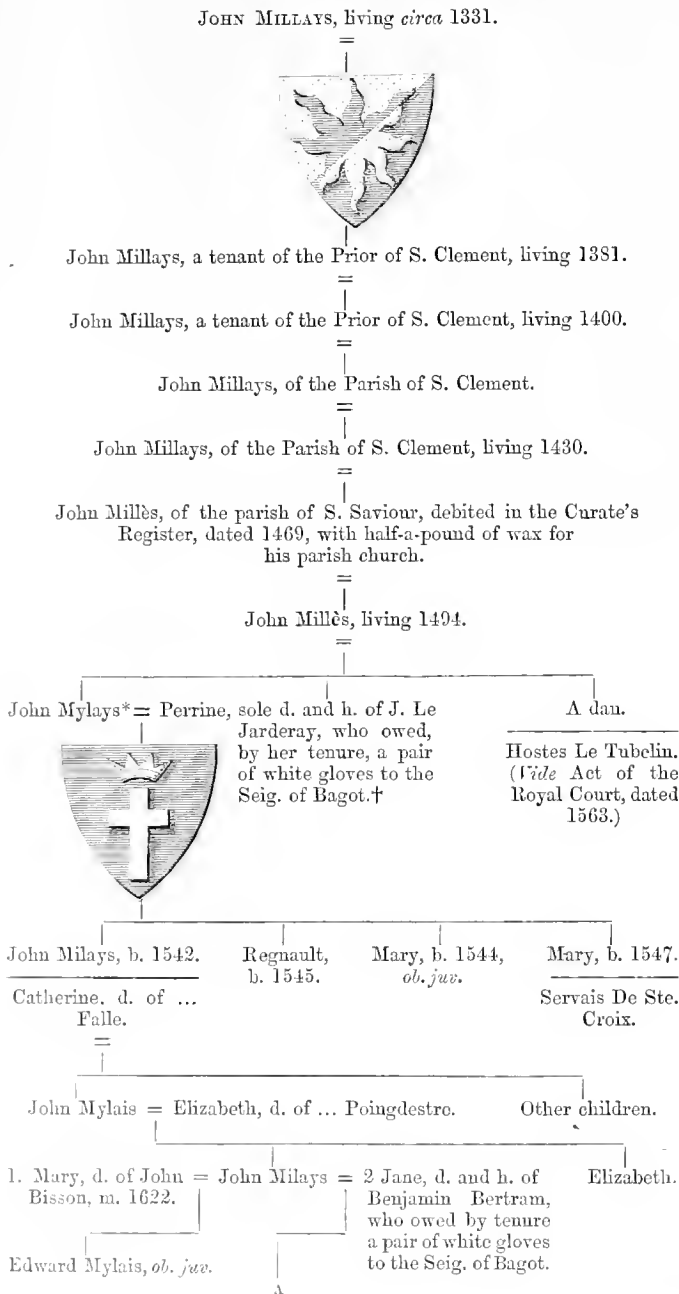 JOHN MILLAYS, living circa 1331.
=
John Millays, a tenant of the Prior of S. Clement, living 1381.
=
John Millays, a tenant of the Prior of S. Clement, living 1400.
=
John Millays, of the Parish of S. Clement.
=
John Millays, of the Parish of S. Clement, living 1430.
=
John Millès, of the parish of S. Saviour, debited in the Curate's
Register, dated 1469, with half-a-pound of wax for
his parish church.
=
John Millès, living 1494.
=
John Mylays* = Perrine, sole d. and h. of J. Le
Jarderay, who owed,
by her tenure, a pair
of white gloves to the
Seig. of Bagot.†
A dau.
Hostes Le Tubelin.
(Vide Act of the
Royal Court, dated
1563.)
John Milays, b. 1542.
Catherine, d. of ...
Falle.
=
Regnault,
b. 1545.
Mary, b. 1544,
ob. juv.
Mary, b. 1547.
Servais De Ste.
Croix.
John Mylais = Elizabeth, d. of ... Poingdestre.
Other children.
1. Mary, d. of John = John Milays = 2 Jane, d. and h. of
Bisson, m. 1622.
Benjamin Bertram,
who owed by tenure
a pair of white gloves
to the Seig. of Bagot.
Elizabeth.
Edward Mylais, ob. juv.
A